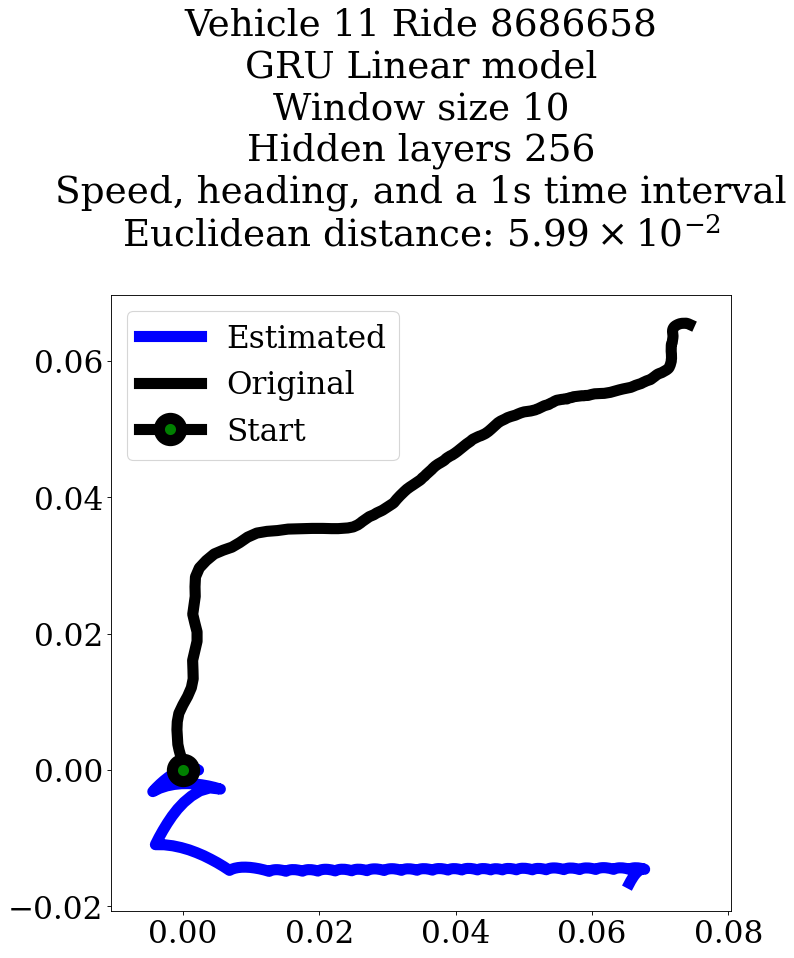 Vehicle 11 Ride 8686658
GRU Linear model
Window size 10
Hidden layers 256
Speed, heading, and a 1s time interval
Euclidean distance: 5.99 × 10⁻²
Estimated
Original
Start
0.06
0.04
0.02
0.00
−0.02
0.00 0.02 0.04 0.06 0.08